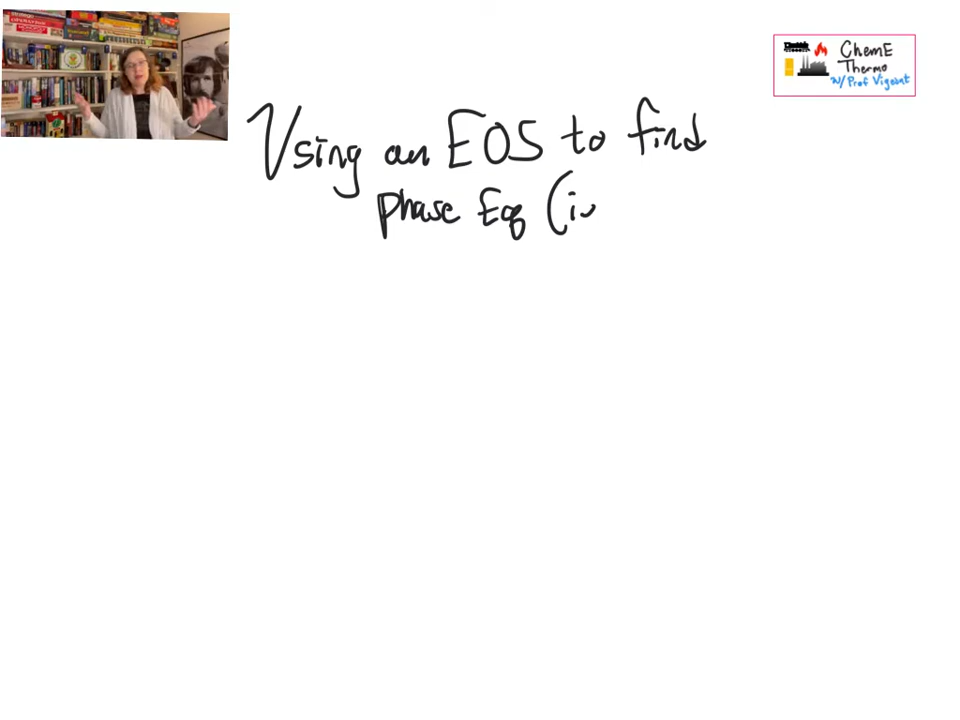 ChemE
Thermo
w/ Prof Vigeant
Using an EOS to find
phase Eq (i